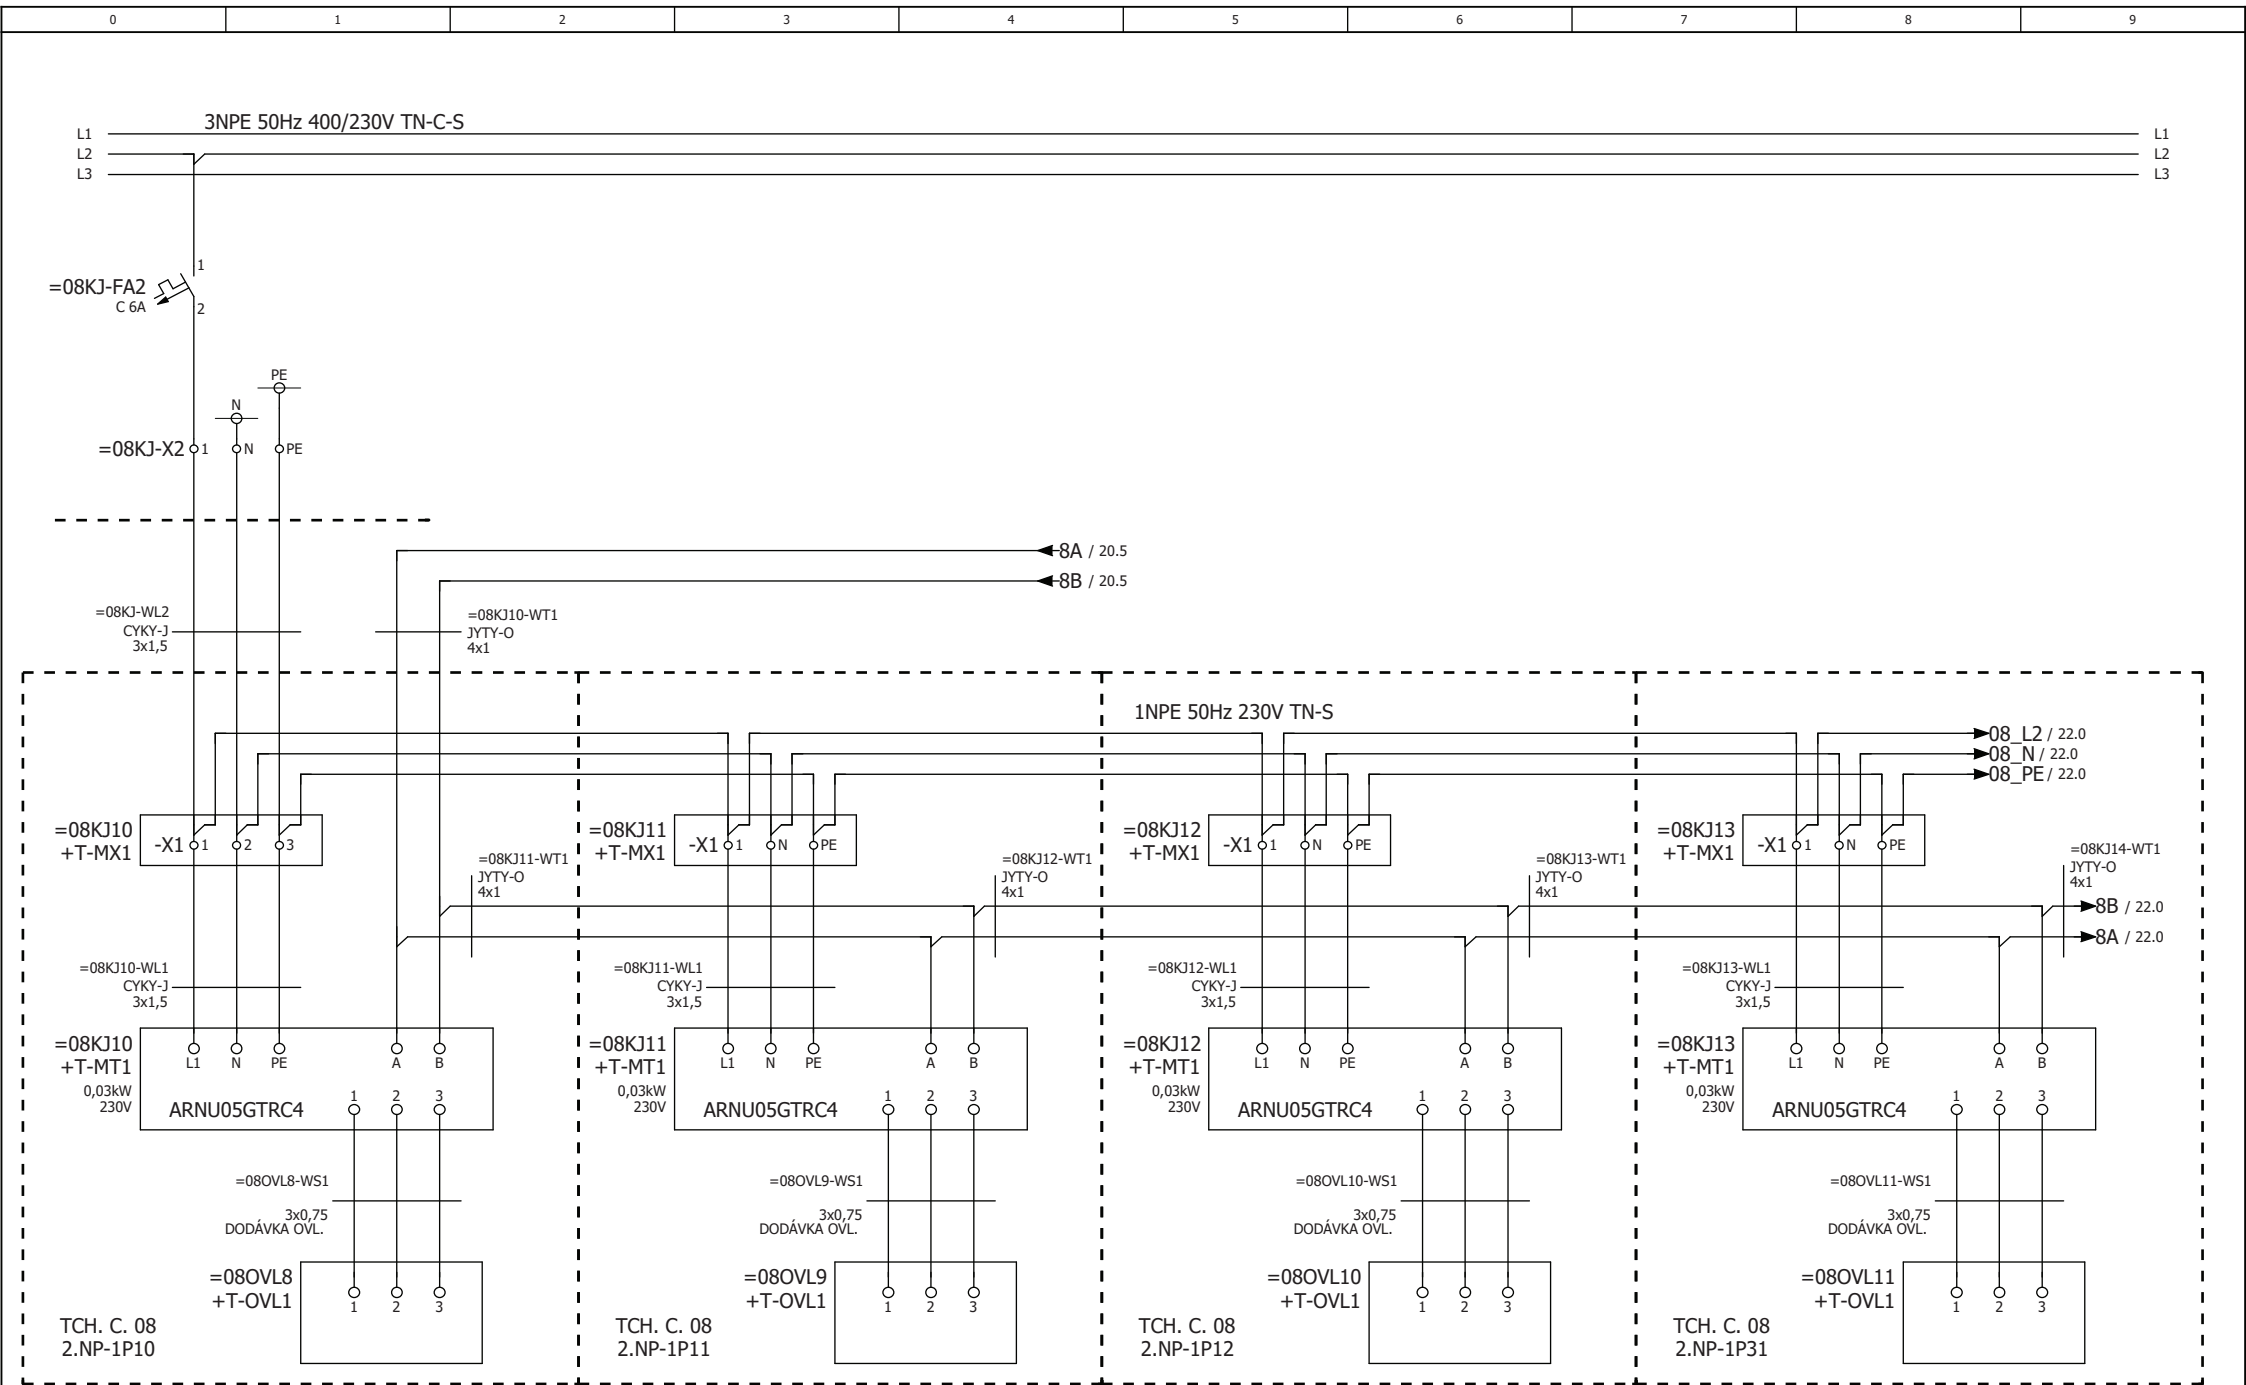 0 1 2 3 4 5 6 7 8 9
3NPE 50Hz 400/230V TN-C-S
L1 L1
L2 L2
L3 L3
1
=08KJ-FA2
C 6A
2
PE
N
=08KJ-X2 1 N PE
8A / 20.5
8B / 20.5
=08KJ-WL2
CYKY-J
3x1,5
=08KJ10-WT1
JYTY-O
4x1
1NPE 50Hz 230V TN-S
08_L2 / 22.0
08_N / 22.0
08_PE / 22.0
=08KJ10
+T-MX1
-X1 1 2 3
=08KJ11
+T-MX1
-X1 1 N PE
=08KJ12
+T-MX1
-X1 1 N PE
=08KJ13
+T-MX1
-X1 1 N PE
=08KJ11-WT1
JYTY-O
4x1
=08KJ12-WT1
JYTY-O
4x1
=08KJ13-WT1
JYTY-O
4x1
=08KJ14-WT1
JYTY-O
4x1
8B / 22.0
8A / 22.0
=08KJ10-WL1
CYKY-J
3x1,5
=08KJ11-WL1
CYKY-J
3x1,5
=08KJ12-WL1
CYKY-J
3x1,5
=08KJ13-WL1
CYKY-J
3x1,5
=08KJ10
+T-MT1
0,03kW
230V
L1 N PE A B
1 2 3
ARNU05GTRC4
=08KJ11
+T-MT1
0,03kW
230V
L1 N PE A B
1 2 3
ARNU05GTRC4
=08KJ12
+T-MT1
0,03kW
230V
L1 N PE A B
1 2 3
ARNU05GTRC4
=08KJ13
+T-MT1
0,03kW
230V
L1 N PE A B
1 2 3
ARNU05GTRC4
=08OVL8-WS1
3x0,75
DODÁVKA OVL.
=08OVL9-WS1
3x0,75
DODÁVKA OVL.
=08OVL10-WS1
3x0,75
DODÁVKA OVL.
=08OVL11-WS1
3x0,75
DODÁVKA OVL.
=08OVL8
+T-OVL1
1 2 3
=08OVL9
+T-OVL1
1 2 3
=08OVL10
+T-OVL1
1 2 3
=08OVL11
+T-OVL1
1 2 3
TCH. C. 08
2.NP-1P10
TCH. C. 08
2.NP-1P11
TCH. C. 08
2.NP-1P12
TCH. C. 08
2.NP-1P31